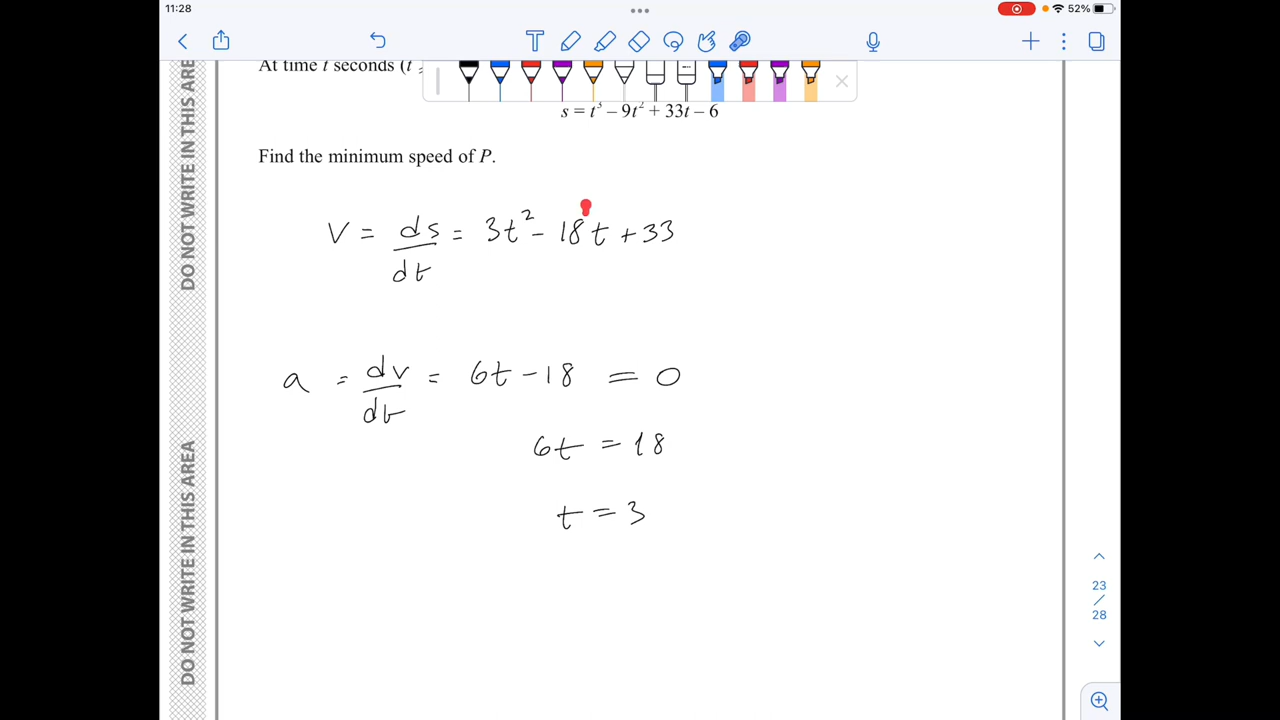 11:28
52%
At time t seconds (t
s = t³ – 9t² + 33t – 6
Find the minimum speed of P.
V = ds/dt = 3t² - 18t + 33
a = dv/dt = 6t - 18 = 0
6t = 18
t = 3
DO NOT WRITE IN THIS AREA
DO NOT WRITE IN THIS AREA
23
/
28